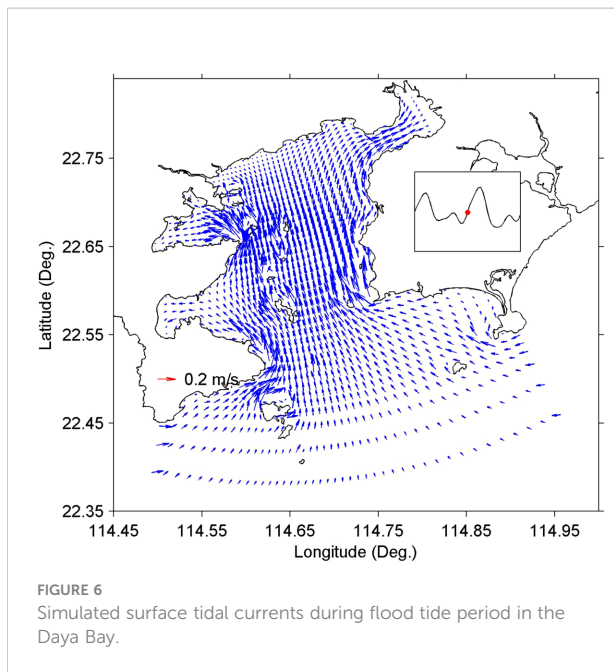 22.75
22.65
22.55
22.45
22.35
Latitude (Deg.)
0.2 m/s
114.45 114.55 114.65 114.75 114.85 114.95
Longitude (Deg.)
FIGURE 6
Simulated surface tidal currents during flood tide period in the
Daya Bay.